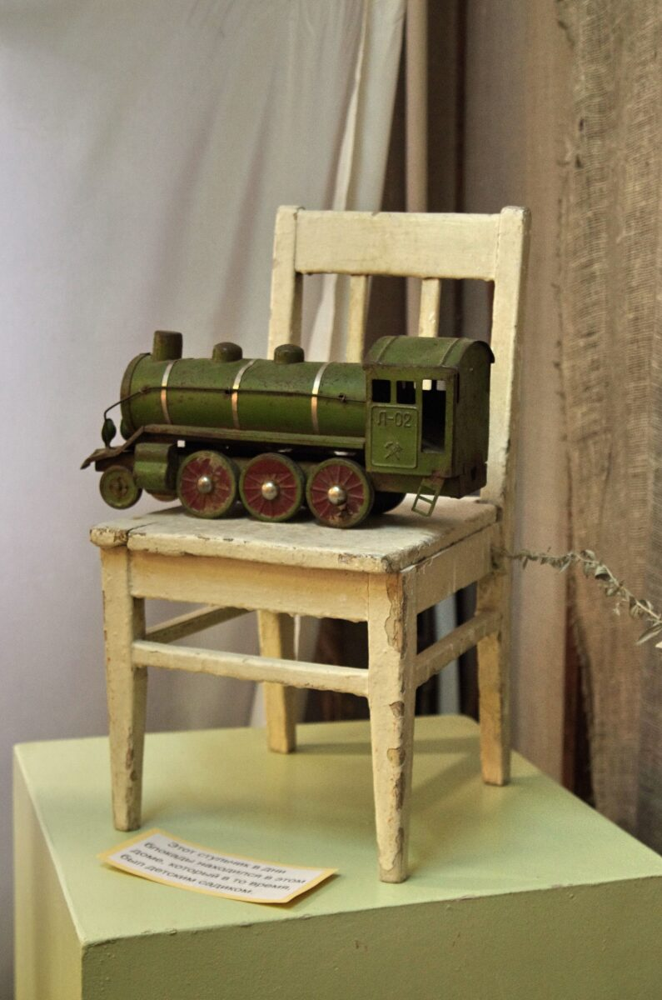 Л-02
Этот стульчик в дни
блокады находился в этом
доме, который в то время,
был детским садиком.